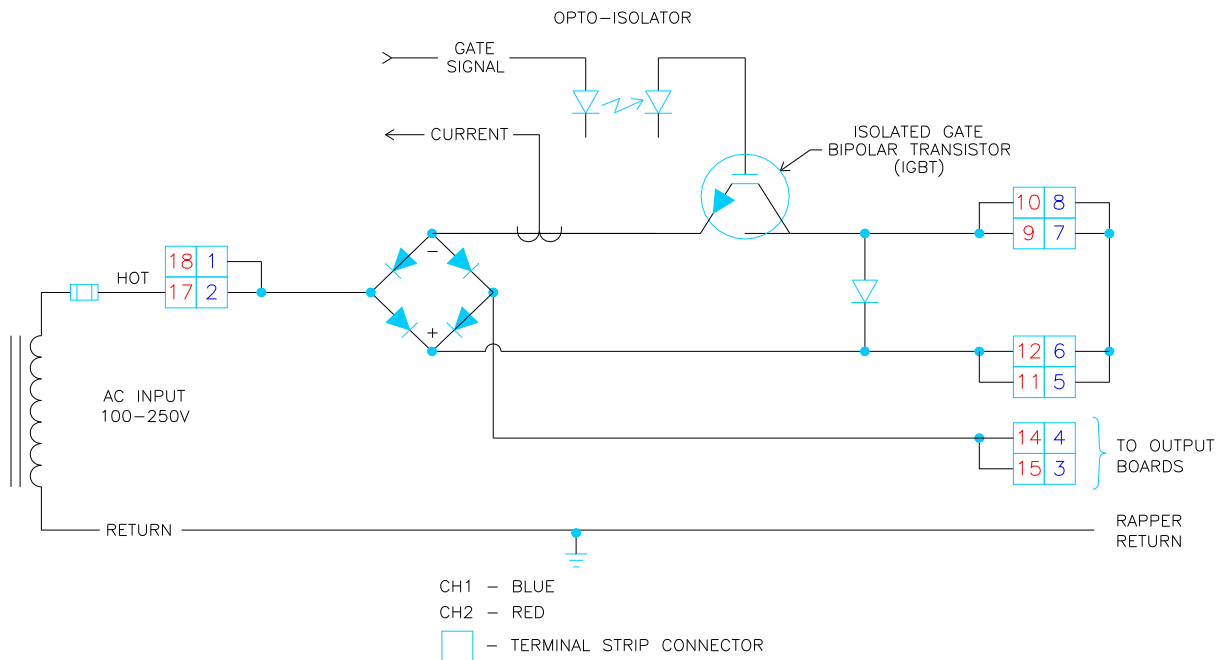 OPTO-ISOLATOR
GATE
SIGNAL
CURRENT
ISOLATED GATE
BIPOLAR TRANSISTOR
(IGBT)
10 8
9 7
18 1
HOT
17 2
-
+
12 6
11 5
AC INPUT
100-250V
14 4
15 3
TO OUTPUT
BOARDS
RETURN
RAPPER
RETURN
CH1 - BLUE
CH2 - RED
- TERMINAL STRIP CONNECTOR